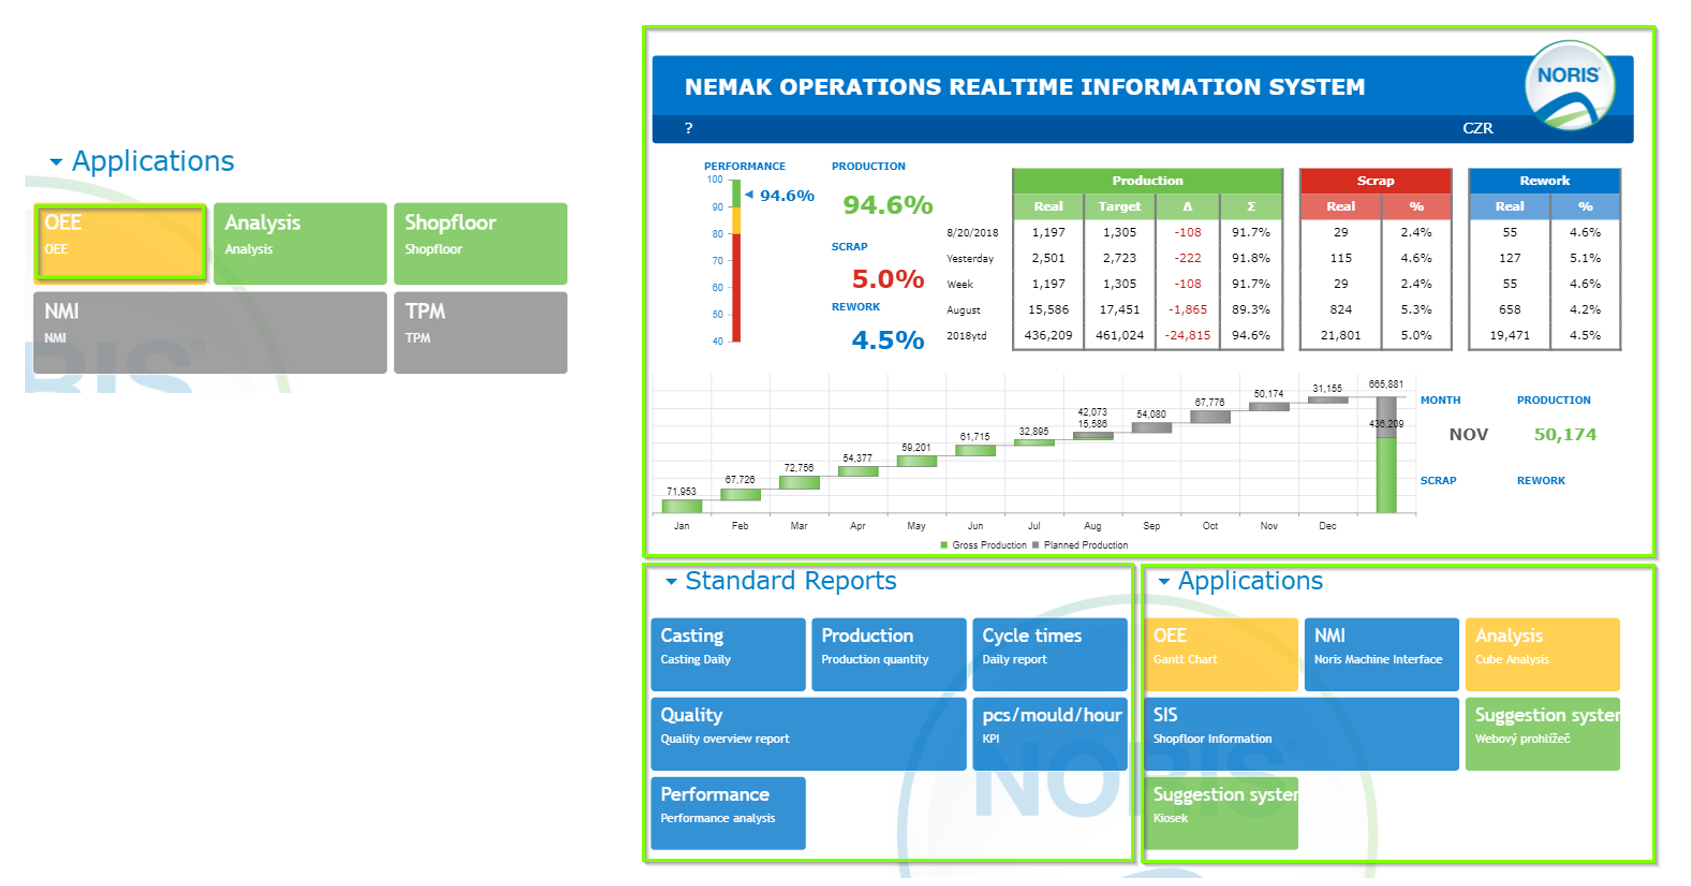 Applications
OEE
OEE
Analysis
Analysis
Shopfloor
Shopfloor
NMI
NMI
TPM
TPM
RIS®
NEMAK OPERATIONS REALTIME INFORMATION SYSTEM
NORIS
?
CZR
PERFORMANCE
100
90
80
70
60
50
40
94.6%
PRODUCTION
94.6%
SCRAP
5.0%
REWORK
4.5%
Production Scrap Rework
Real Target Δ Σ Real % Real %
8/20/2018 1,197 1,305 -108 91.7% 29 2.4% 55 4.6%
Yesterday 2,501 2,723 -222 91.8% 115 4.6% 127 5.1%
Week 1,197 1,305 -108 91.7% 29 2.4% 55 4.6%
August 15,586 17,451 -1,865 89.3% 824 5.3% 658 4.2%
2018ytd 436,209 461,024 -24,815 94.6% 21,801 5.0% 19,471 4.5%
71,953
67,726
72,756
54,377
59,201
61,715
32,895
42,073
15,586
54,080
67,776
50,174
31,155
665,881
436,209
Jan Feb Mar Apr May Jun Jul Aug Sep Oct Nov Dec
Gross Production Planned Production
MONTH PRODUCTION
NOV 50,174
SCRAP REWORK
Standard Reports
Casting
Casting Daily
Production
Production quantity
Cycle times
Daily report
Quality
Quality overview report
pcs/mould/hour
KPI
Performance
Performance analysis
Applications
OEE
Gantt Chart
NMI
Noris Machine Interface
Analysis
Cube Analysis
SIS
Shopfloor Information
Suggestion syster
Webový prohlížeč
Suggestion syster
Kiosek
NORIS®